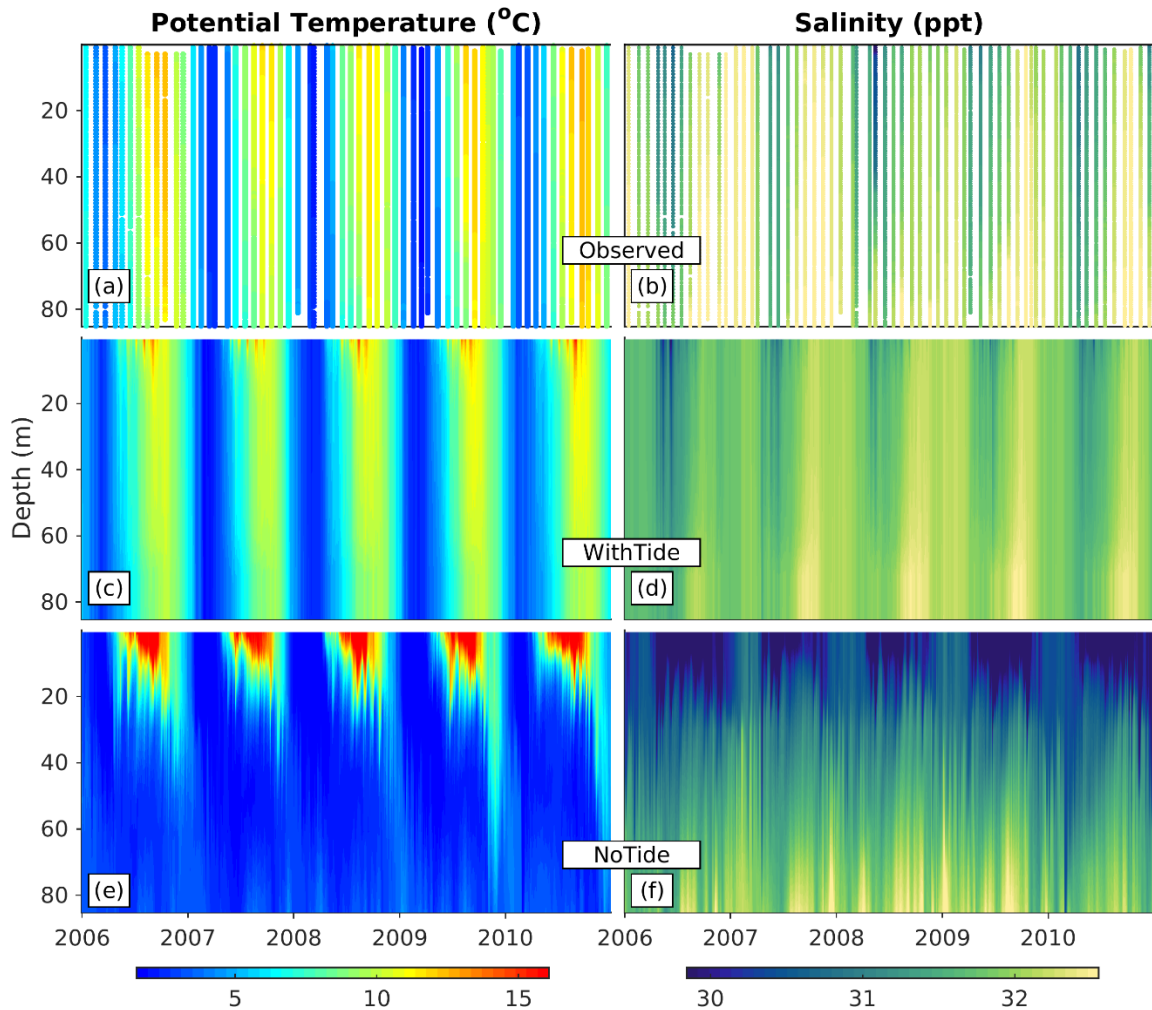 Potential Temperature (°C)
Salinity (ppt)
20
40
60
80
Observed
(a)
(b)
20
40
60
80
Depth (m)
WithTide
(c)
(d)
20
40
60
80
NoTide
(e)
(f)
2006 2007 2008 2009 2010
2006 2007 2008 2009 2010
5 10 15
30 31 32